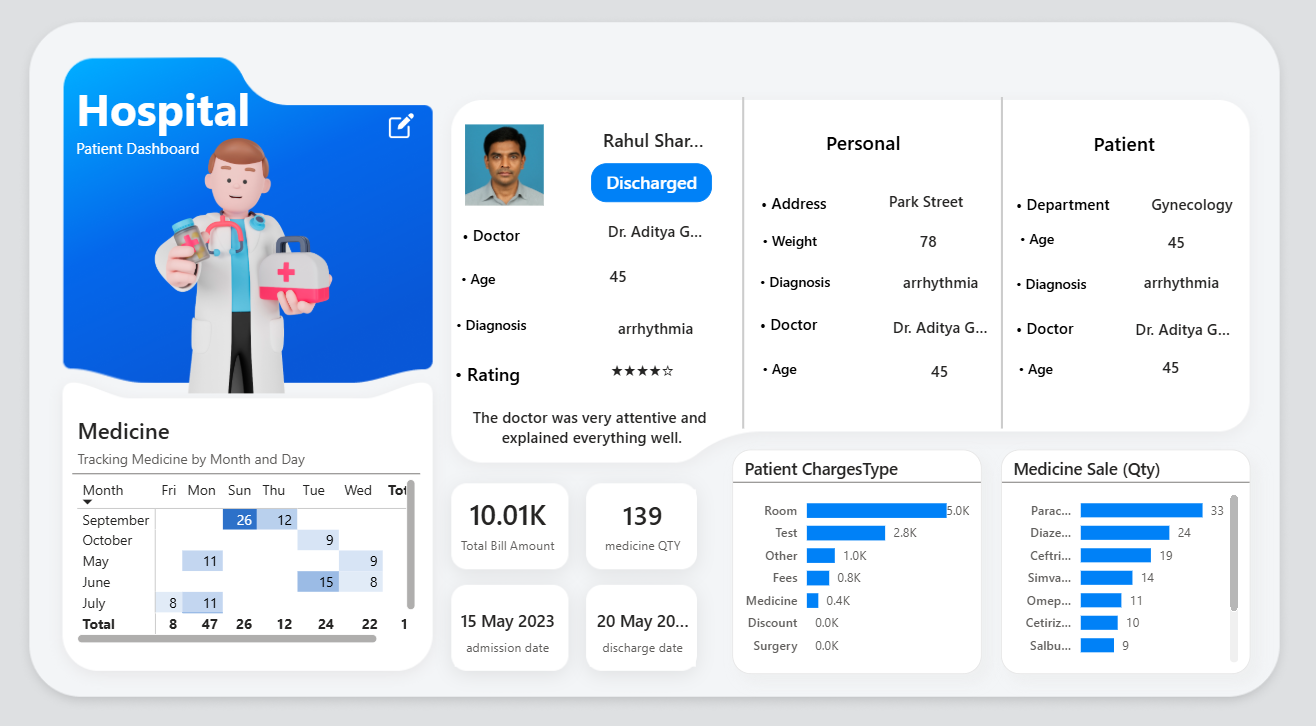 Hospital
Patient Dashboard
Rahul Shar...
Discharged
• Doctor Dr. Aditya G...
• Age 45
• Diagnosis arrhythmia
• Rating ★★★★☆
The doctor was very attentive and
explained everything well.
Personal
• Address Park Street
• Weight 78
• Diagnosis arrhythmia
• Doctor Dr. Aditya G...
• Age 45
Patient
• Department Gynecology
• Age 45
• Diagnosis arrhythmia
• Doctor Dr. Aditya G...
• Age 45
Medicine
Tracking Medicine by Month and Day
Month Fri Mon Sun Thu Tue Wed Tot
September 26 12
October 9
May 11 9
June 15 8
July 8 11
Total 8 47 26 12 24 22 1
10.01K
Total Bill Amount
139
medicine QTY
15 May 2023
admission date
20 May 20...
discharge date
Patient ChargesType
Room 5.0K
Test 2.8K
Other 1.0K
Fees 0.8K
Medicine 0.4K
Discount 0.0K
Surgery 0.0K
Medicine Sale (Qty)
Parac... 33
Diaze... 24
Ceftri... 19
Simva... 14
Omep... 11
Cetiriz... 10
Salbu... 9